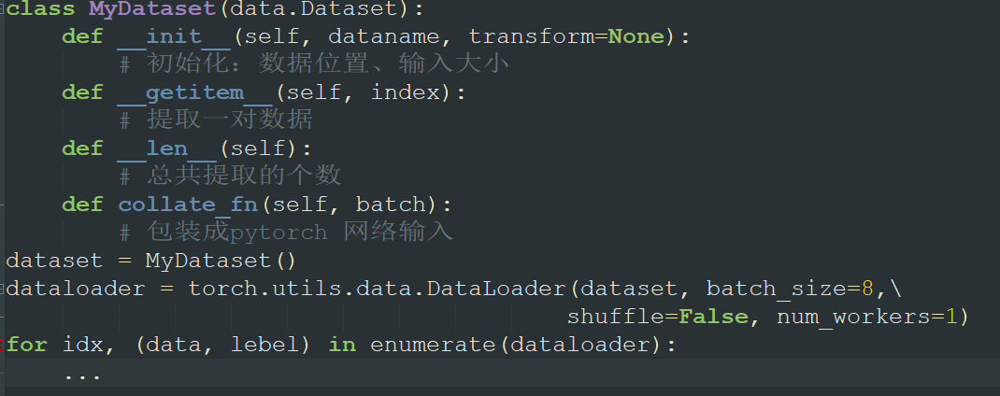 class MyDataset(data.Dataset):
    def __init__(self, dataname, transform=None):
        # 初始化：数据位置、输入大小
    def __getitem__(self, index):
        # 提取一对数据
    def __len__(self):
        # 总共提取的个数
    def collate_fn(self, batch):
        # 包装成pytorch 网络输入
dataset = MyDataset()
dataloader = torch.utils.data.DataLoader(dataset, batch_size=8,\
                                        shuffle=False, num_workers=1)
for idx, (data, lebel) in enumerate(dataloader):
    ...